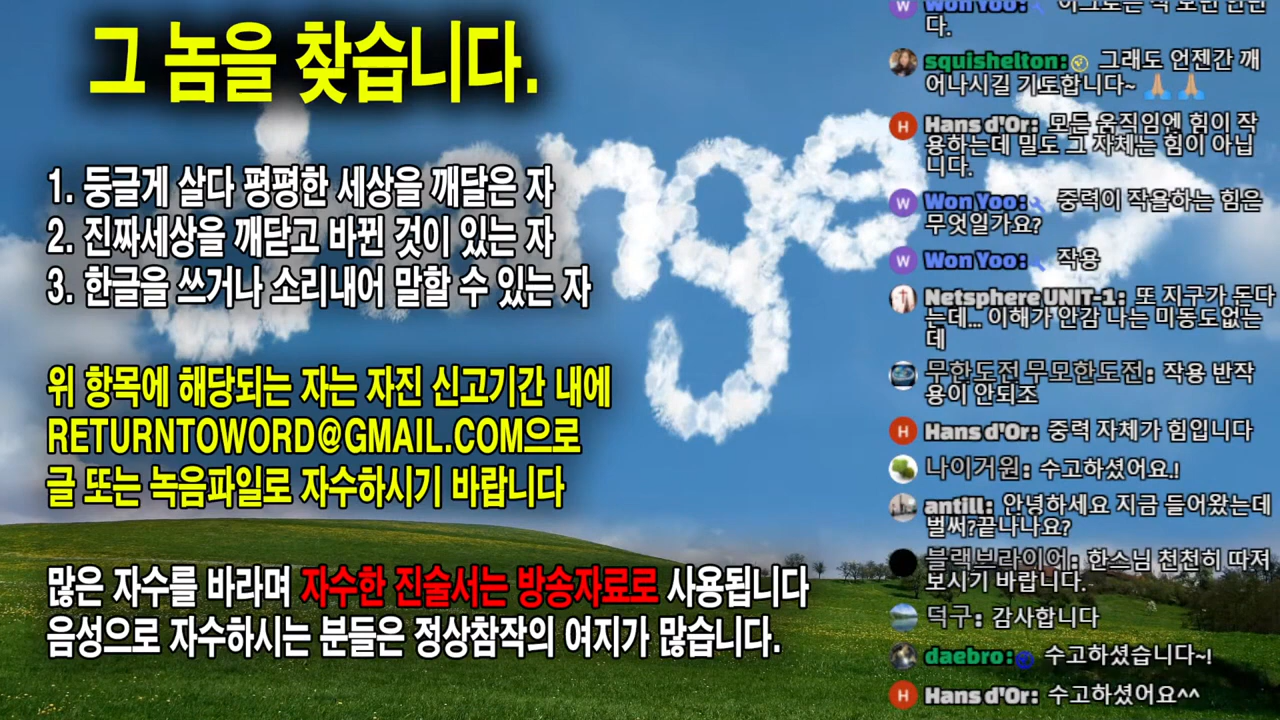 그 놈을 찾습니다.
1. 둥글게 살다 평평한 세상을 깨달은 자
2. 진짜세상을 깨닫고 바뀐 것이 있는 자
3. 한글을 쓰거나 소리내어 말할 수 있는 자
위 항목에 해당되는 자는 자진 신고기간 내에
RETURNTOWORD@GMAIL.COM으로
글 또는 녹음파일로 자수하시기 바랍니다
많은 자수를 바라며 자수한 진술서는 방송자료로 사용됩니다
음성으로 자수하시는 분들은 정상참작의 여지가 많습니다.
change
W Won Yoo:
다.
squishelton: 그래도 언젠간 깨
어나시길 기도합니다~ 🙏🙏
H Hans d'Or: 모든 움직임엔 힘이 작
용하는데 밀도 그 자체는 힘이 아닙
니다.
W Won Yoo: 중력이 작욜하는 힘은
무엇일가요?
W Won Yoo: 작용
Netsphere UNIT-1: 또 지구가 돈다
는데... 이해가 안감 나는 미동도없는
데
무한도전 무모한도전: 작용 반작
용이 안되조
H Hans d'Or: 중력 자체가 힘입니다
나이거원: 수고하셨어요.!
antill: 안녕하세요 지금 들어왔는데
벌써?끝나나요?
블랙브라이어: 한스님 천천히 따져
보시기 바랍니다.
덕구: 감사합니다
daebro: 수고하셨습니다~!
H Hans d'Or: 수고하셨어요^^